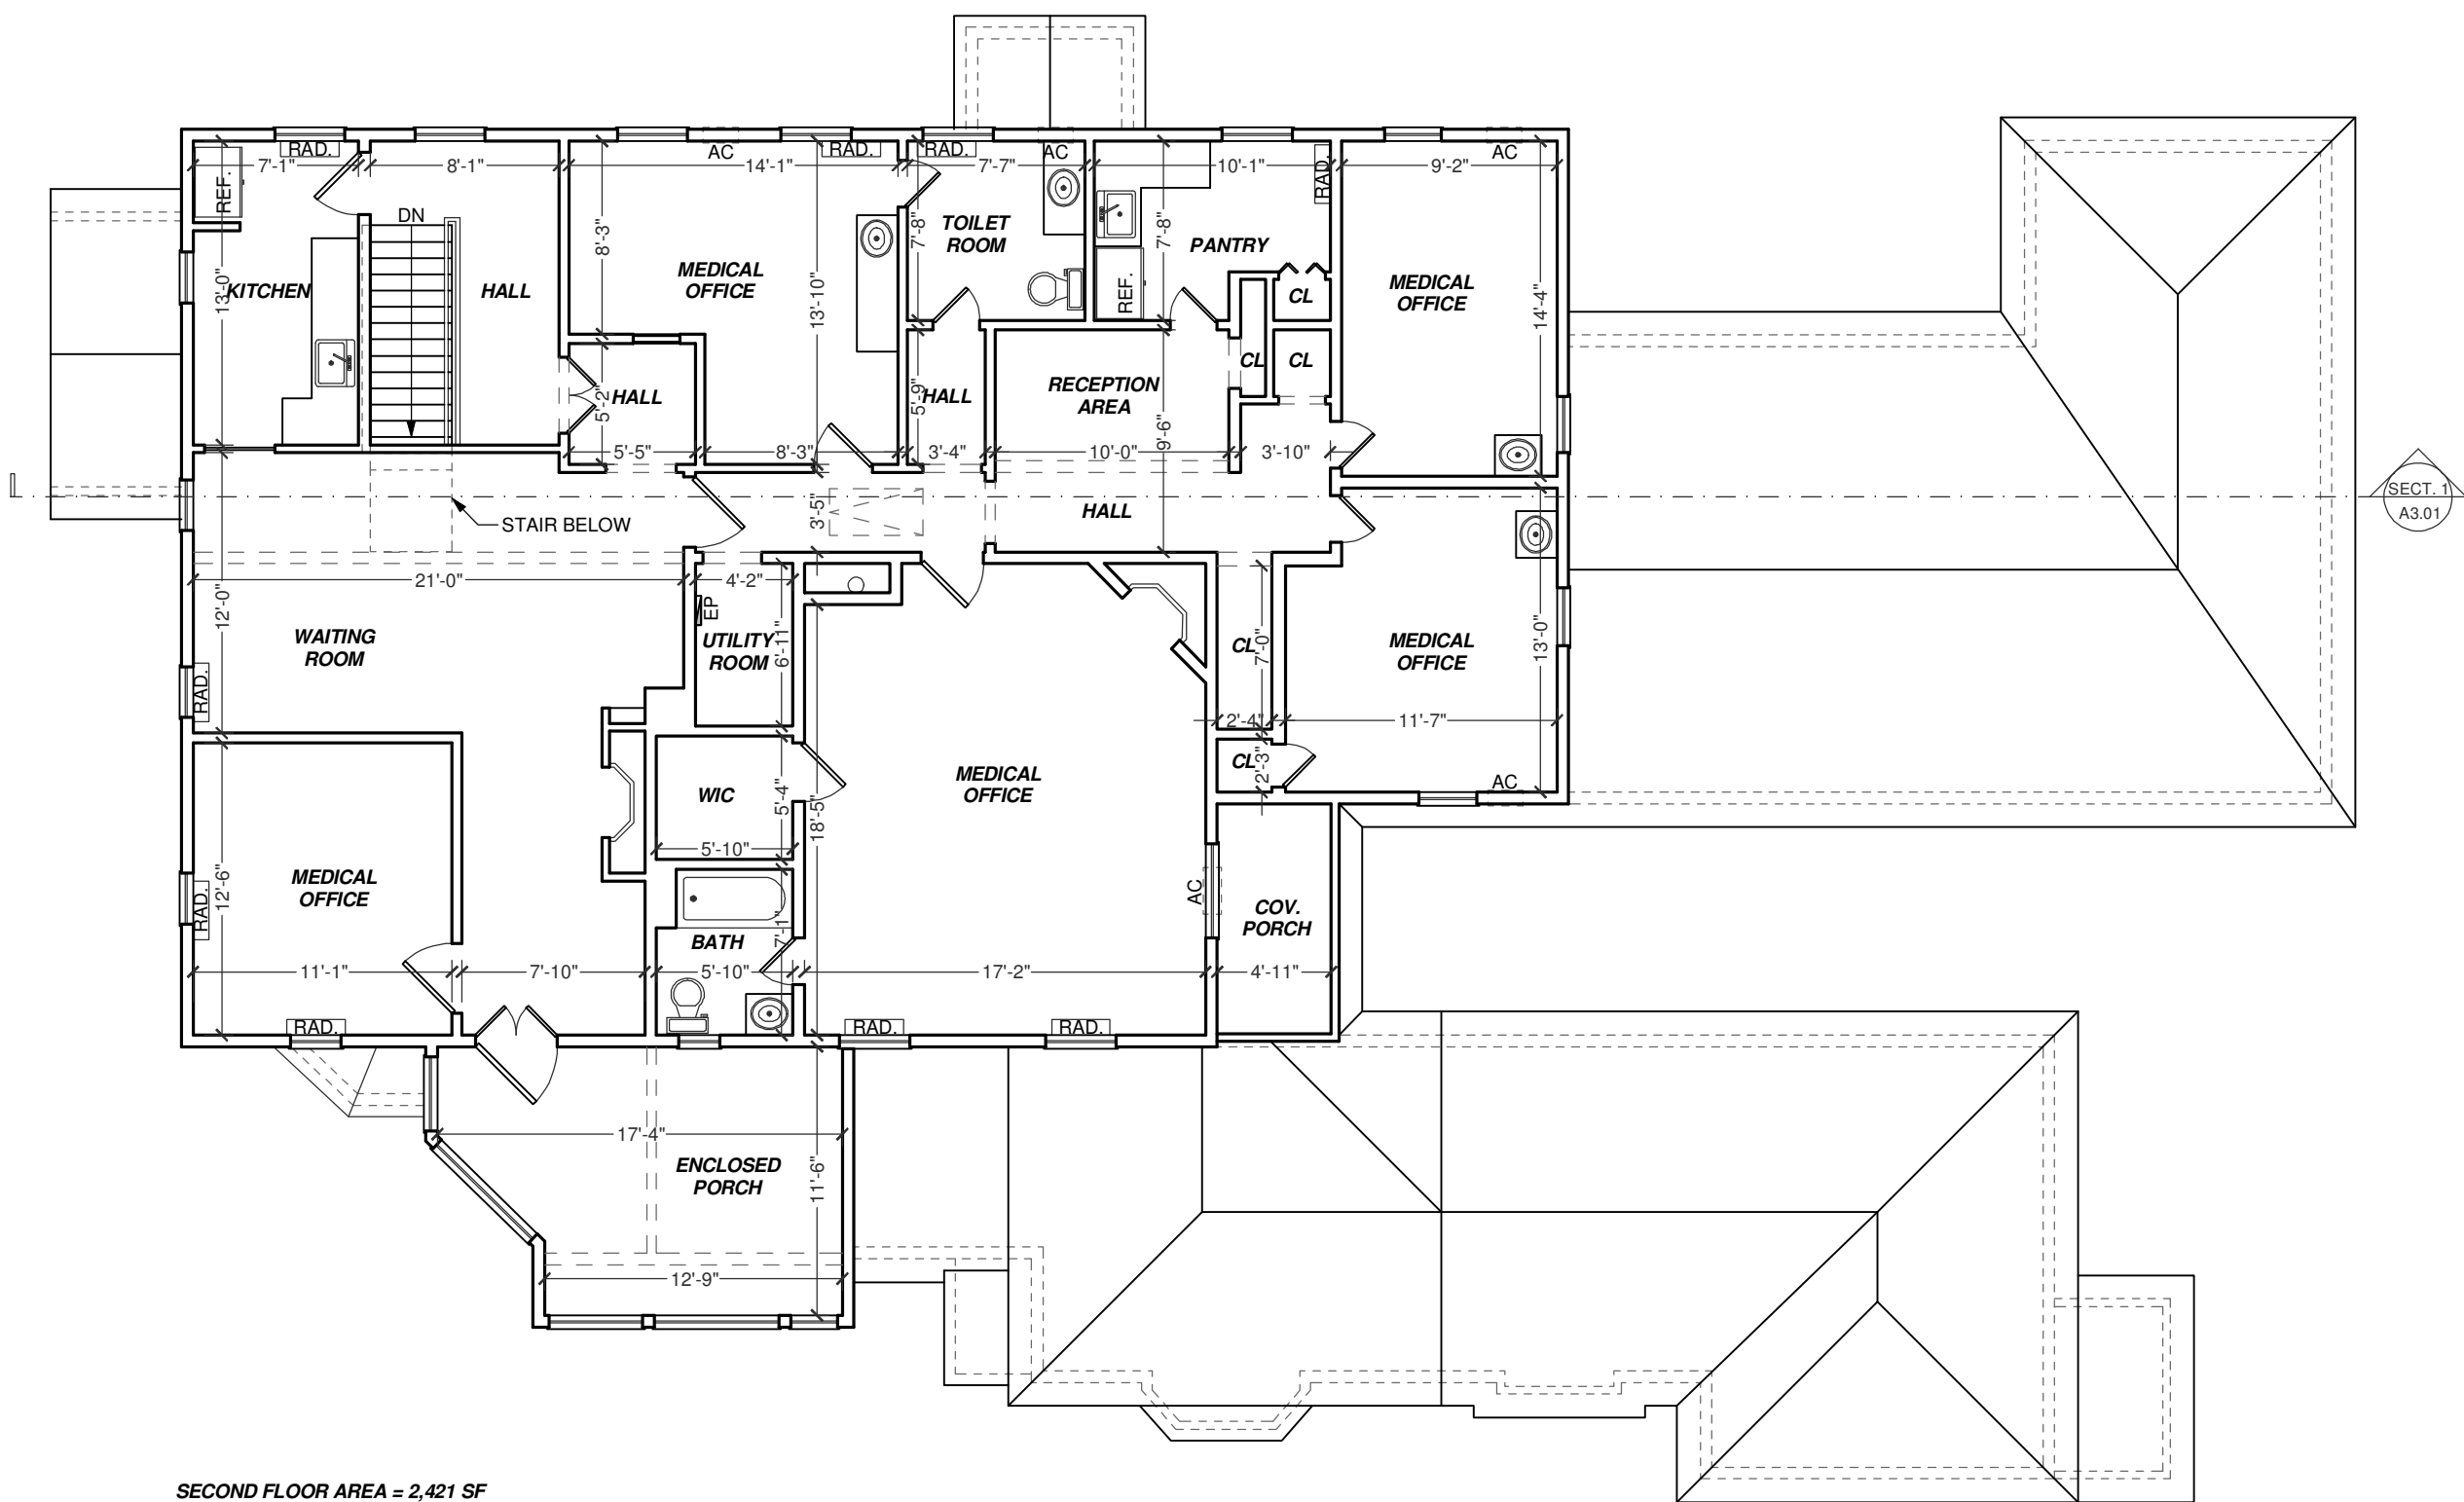 RAD.
AC
RAD.
RAD.
AC
AC
7'-1"
8'-1"
14'-1"
7'-7"
10'-1"
RAD.
9'-2"
REF.
DN
8'-3"
7'-8"
TOILET
ROOM
7'-8"
PANTRY
13'-0"
KITCHEN
HALL
MEDICAL
OFFICE
13'-10"
REF.
CL
MEDICAL
OFFICE
14'-4"
5'-2"
HALL
5'-9"
HALL
RECEPTION
AREA
CL
CL
5'-5"
8'-3"
3'-4"
10'-0"
9'-6"
3'-10"
SECT. 1
A3.01
STAIR BELOW
3'-5"
HALL
21'-0"
4'-2"
12'-0"
EP
WAITING
ROOM
UTILITY
ROOM
6'-11"
CL
7'-0"
MEDICAL
OFFICE
13'-0"
RAD.
2'-4"
11'-7"
CL
2'-3"
AC
WIC
5'-4"
18'-5"
MEDICAL
OFFICE
5'-10"
RAD.
12'-6"
MEDICAL
OFFICE
AC
COV.
PORCH
BATH
7'-1"
11'-1"
7'-10"
5'-10"
17'-2"
4'-11"
RAD.
RAD.
RAD.
17'-4"
ENCLOSED
PORCH
11'-6"
12'-9"
SECOND FLOOR AREA = 2,421 SF